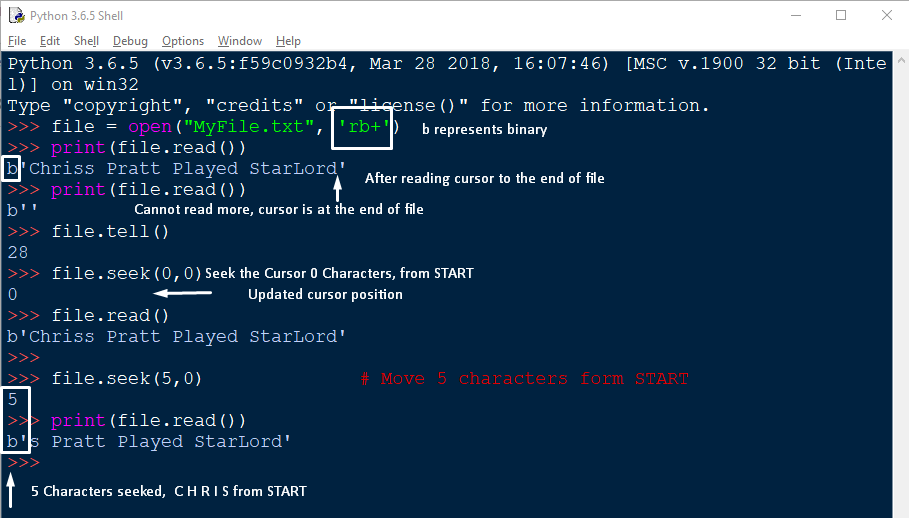 Python 3.6.5 Shell
File Edit Shell Debug Options Window Help
Python 3.6.5 (v3.6.5:f59c0932b4, Mar 28 2018, 16:07:46) [MSC v.1900 32 bit (Inte
l)] on win32
Type "copyright", "credits" or "license()" for more information.
>>> file = open("MyFile.txt", 'rb+') b represents binary
>>> print(file.read())
b'Chriss Pratt Played StarLord'
After reading cursor to the end of file
>>> print(file.read())
b'' Cannot read more, cursor is at the end of file
>>> file.tell()
28
>>> file.seek(0,0) Seek the Cursor 0 Characters, from START
0 Updated cursor position
>>> file.read()
b'Chriss Pratt Played StarLord'
>>>
>>> file.seek(5,0) # Move 5 characters form START
5
>>> print(file.read())
b's Pratt Played StarLord'
>>>
5 Characters seeked, C H R I S from START